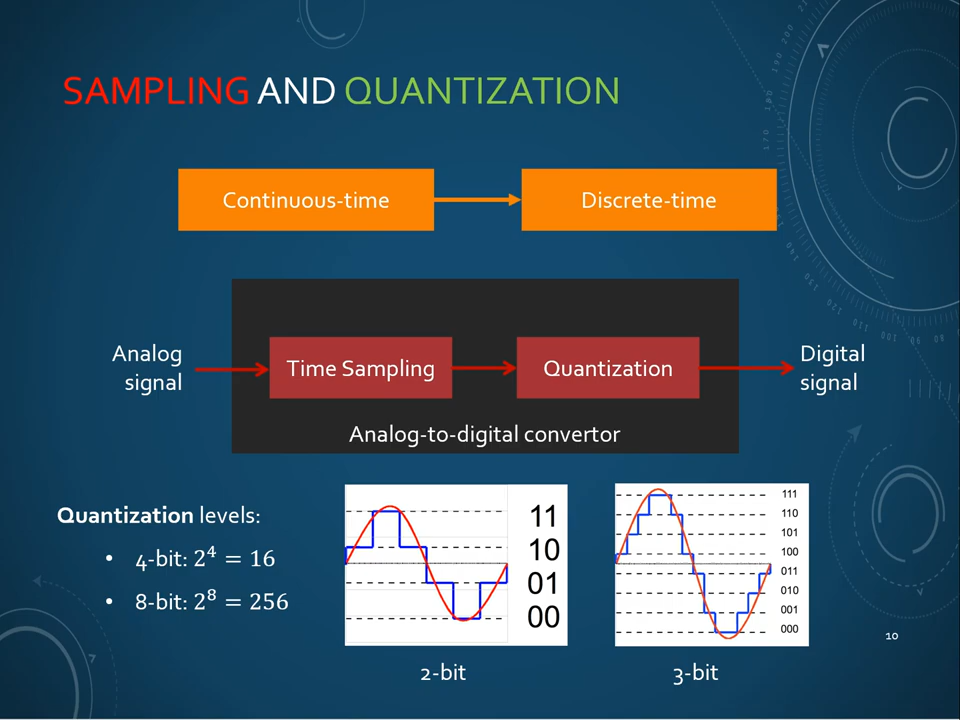 SAMPLING AND QUANTIZATION
Continuous-time
Discrete-time
Analog
signal
Time Sampling
Quantization
Digital
signal
Analog-to-digital convertor
Quantization levels:
• 4-bit: 2⁴ = 16
• 8-bit: 2⁸ = 256
11
10
01
00
2-bit
111
110
101
100
011
010
001
000
3-bit
10